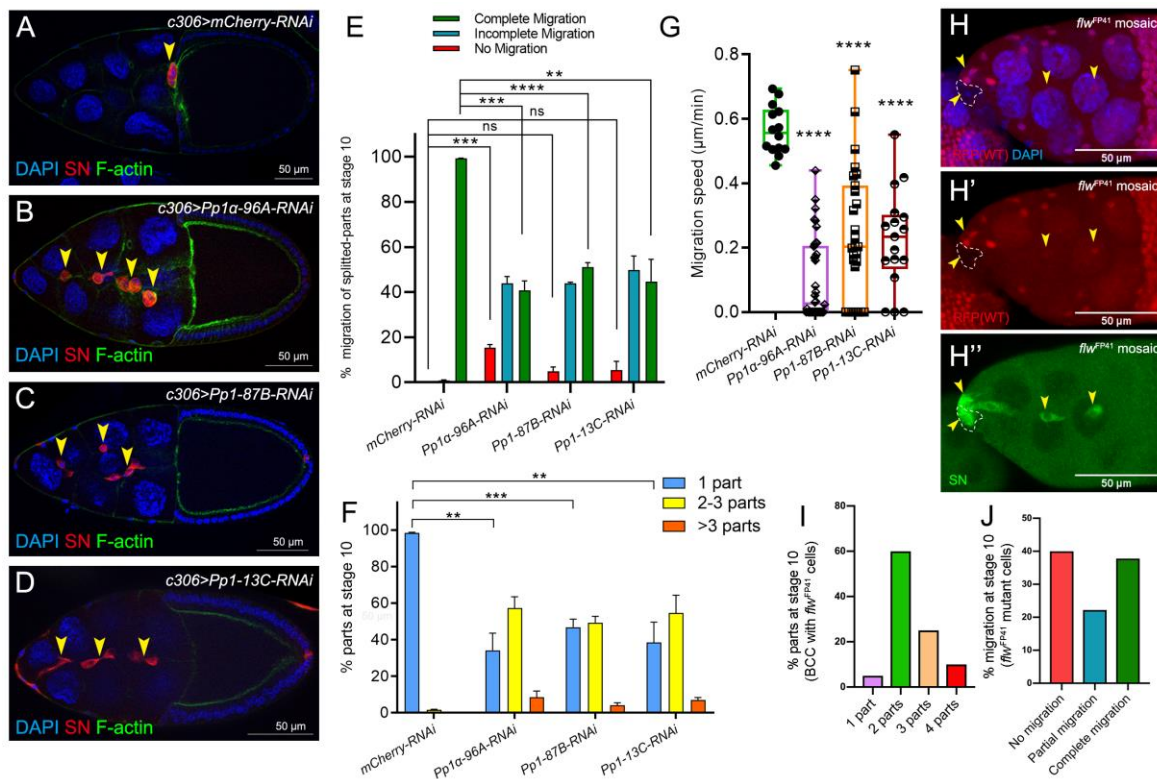 A
c306>mCherry-RNAi
DAPI SN F-actin
50 µm
B
c306>Pp1α-96A-RNAi
DAPI SN F-actin
50 µm
C
c306>Pp1-87B-RNAi
DAPI SN F-actin
50 µm
D
c306>Pp1-13C-RNAi
DAPI SN F-actin
50 µm
E
Complete Migration
Incomplete Migration
No Migration
**
****
***
ns
ns
***
% migration of splitted-parts at stage 10
100
80
60
40
20
0
mCherry-RNAi
Pp1α-96A-RNAi
Pp1-87B-RNAi
Pp1-13C-RNAi
F
1 part
2-3 parts
>3 parts
**
***
**
% parts at stage 10
100
80
60
40
20
0
mCherry-RNAi
Pp1α-96A-RNAi
Pp1-87B-RNAi
Pp1-13C-RNAi
G
****
****
****
Migration speed (µm/min)
0.8
0.6
0.4
0.2
0.0
mCherry-RNAi
Pp1α-96A-RNAi
Pp1-87B-RNAi
Pp1-13C-RNAi
H
flwFP41 mosaic
RFP(WT) DAPI
50 µm
H'
flwFP41 mosaic
RFP(WT)
50 µm
H''
flwFP41 mosaic
SN
50 µm
I
% parts at stage 10
(BCC with flwFP41 cells)
80
60
40
20
0
1 part
2 parts
3 parts
4 parts
J
% migration at stage 10
(flwFP41 mutant cells)
50
40
30
20
10
0
No migration
Partial migration
Complete migration